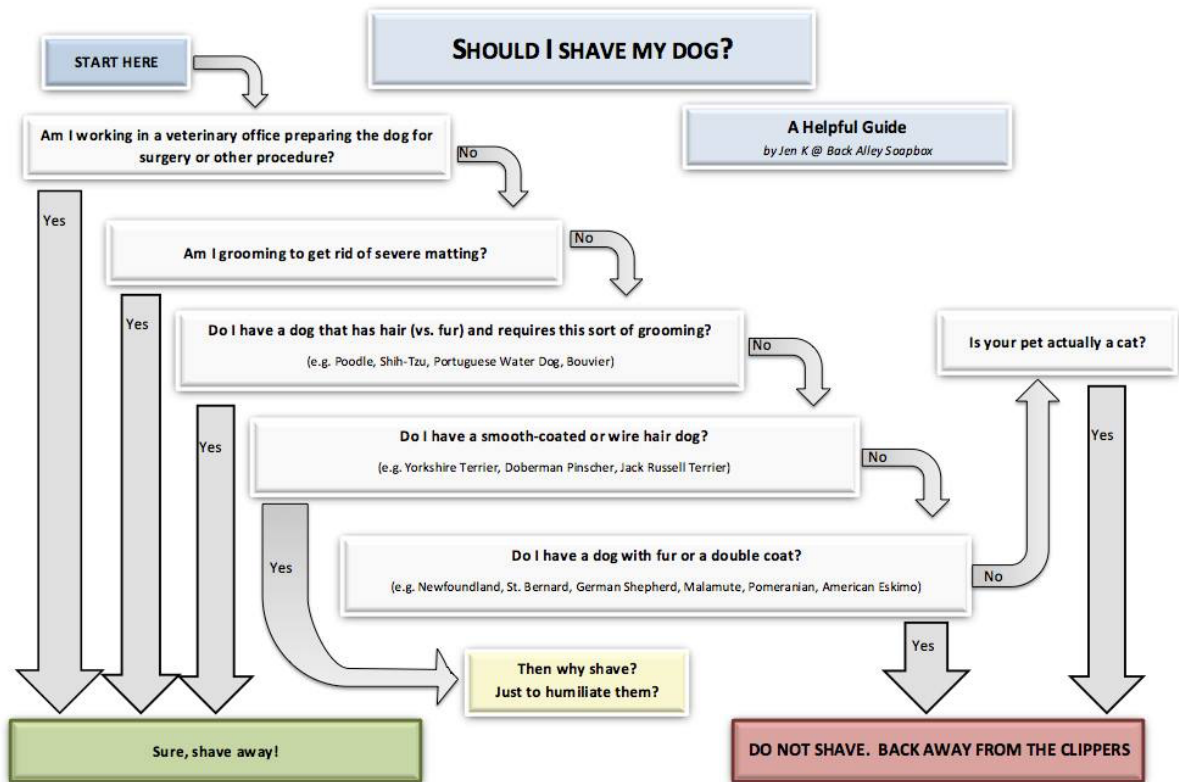 SHOULD I SHAVE MY DOG?
START HERE
A Helpful Guide
by Jen K @ Back Alley Soapbox
Am I working in a veterinary office preparing the dog for
surgery or other procedure?
No
Yes
Am I grooming to get rid of severe matting?
No
Yes
Do I have a dog that has hair (vs. fur) and requires this sort of grooming?
(e.g. Poodle, Shih-Tzu, Portuguese Water Dog, Bouvier)
No
Yes
Is your pet actually a cat?
Yes
Do I have a smooth-coated or wire hair dog?
(e.g. Yorkshire Terrier, Doberman Pinscher, Jack Russell Terrier)
No
Yes
Do I have a dog with fur or a double coat?
(e.g. Newfoundland, St. Bernard, German Shepherd, Malamute, Pomeranian, American Eskimo)
No
Yes
Then why shave?
Just to humiliate them?
Sure, shave away!
DO NOT SHAVE. BACK AWAY FROM THE CLIPPERS